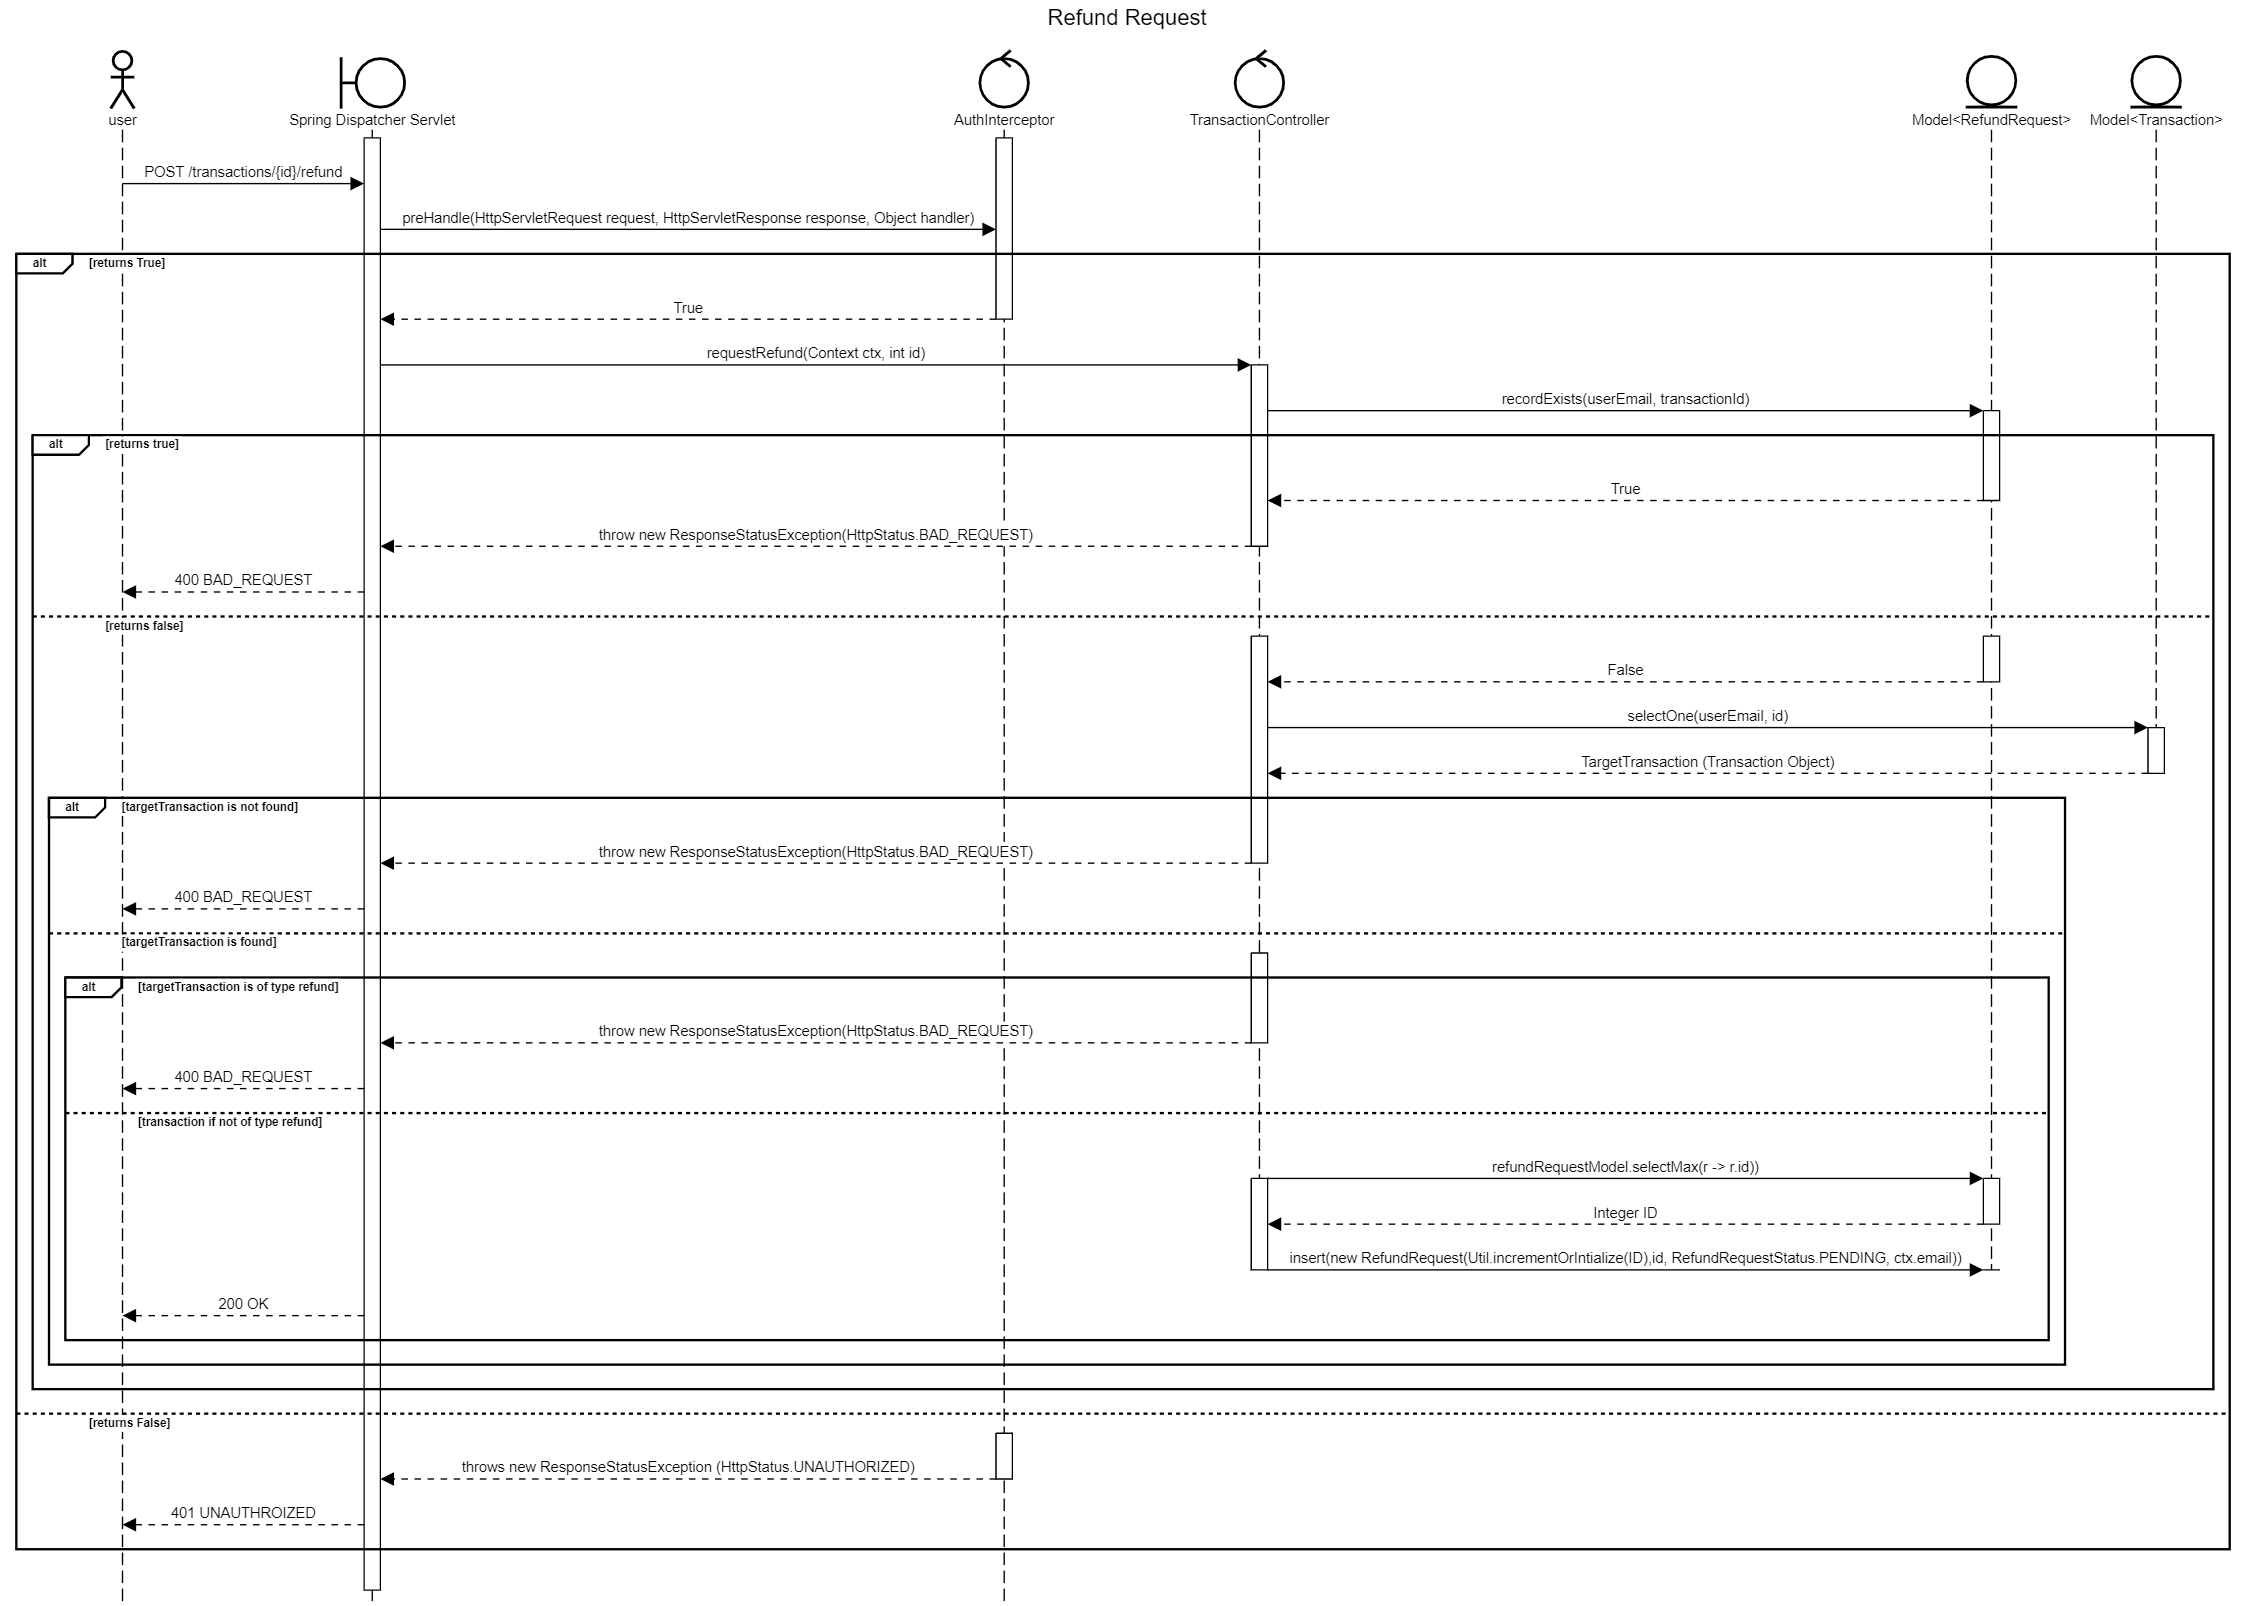 Refund Request
user
Spring Dispatcher Servlet
AuthInterceptor
TransactionController
Model<RefundRequest>
Model<Transaction>
POST /transactions/{id}/refund
preHandle(HttpServletRequest request, HttpServletResponse response, Object handler)
alt
[returns True]
True
requestRefund(Context ctx, int id)
recordExists(userEmail, transactionId)
alt
[returns true]
True
throw new ResponseStatusException(HttpStatus.BAD_REQUEST)
400 BAD_REQUEST
[returns false]
False
selectOne(userEmail, id)
TargetTransaction (Transaction Object)
alt
[targetTransaction is not found]
throw new ResponseStatusException(HttpStatus.BAD_REQUEST)
400 BAD_REQUEST
[targetTransaction is found]
alt
[targetTransaction is of type refund]
throw new ResponseStatusException(HttpStatus.BAD_REQUEST)
400 BAD_REQUEST
[transaction if not of type refund]
refundRequestModel.selectMax(r -> r.id))
Integer ID
insert(new RefundRequest(Util.incrementOrIntialize(ID),id, RefundRequestStatus.PENDING, ctx.email))
200 OK
[returns False]
throws new ResponseStatusException (HttpStatus.UNAUTHORIZED)
401 UNAUTHROIZED